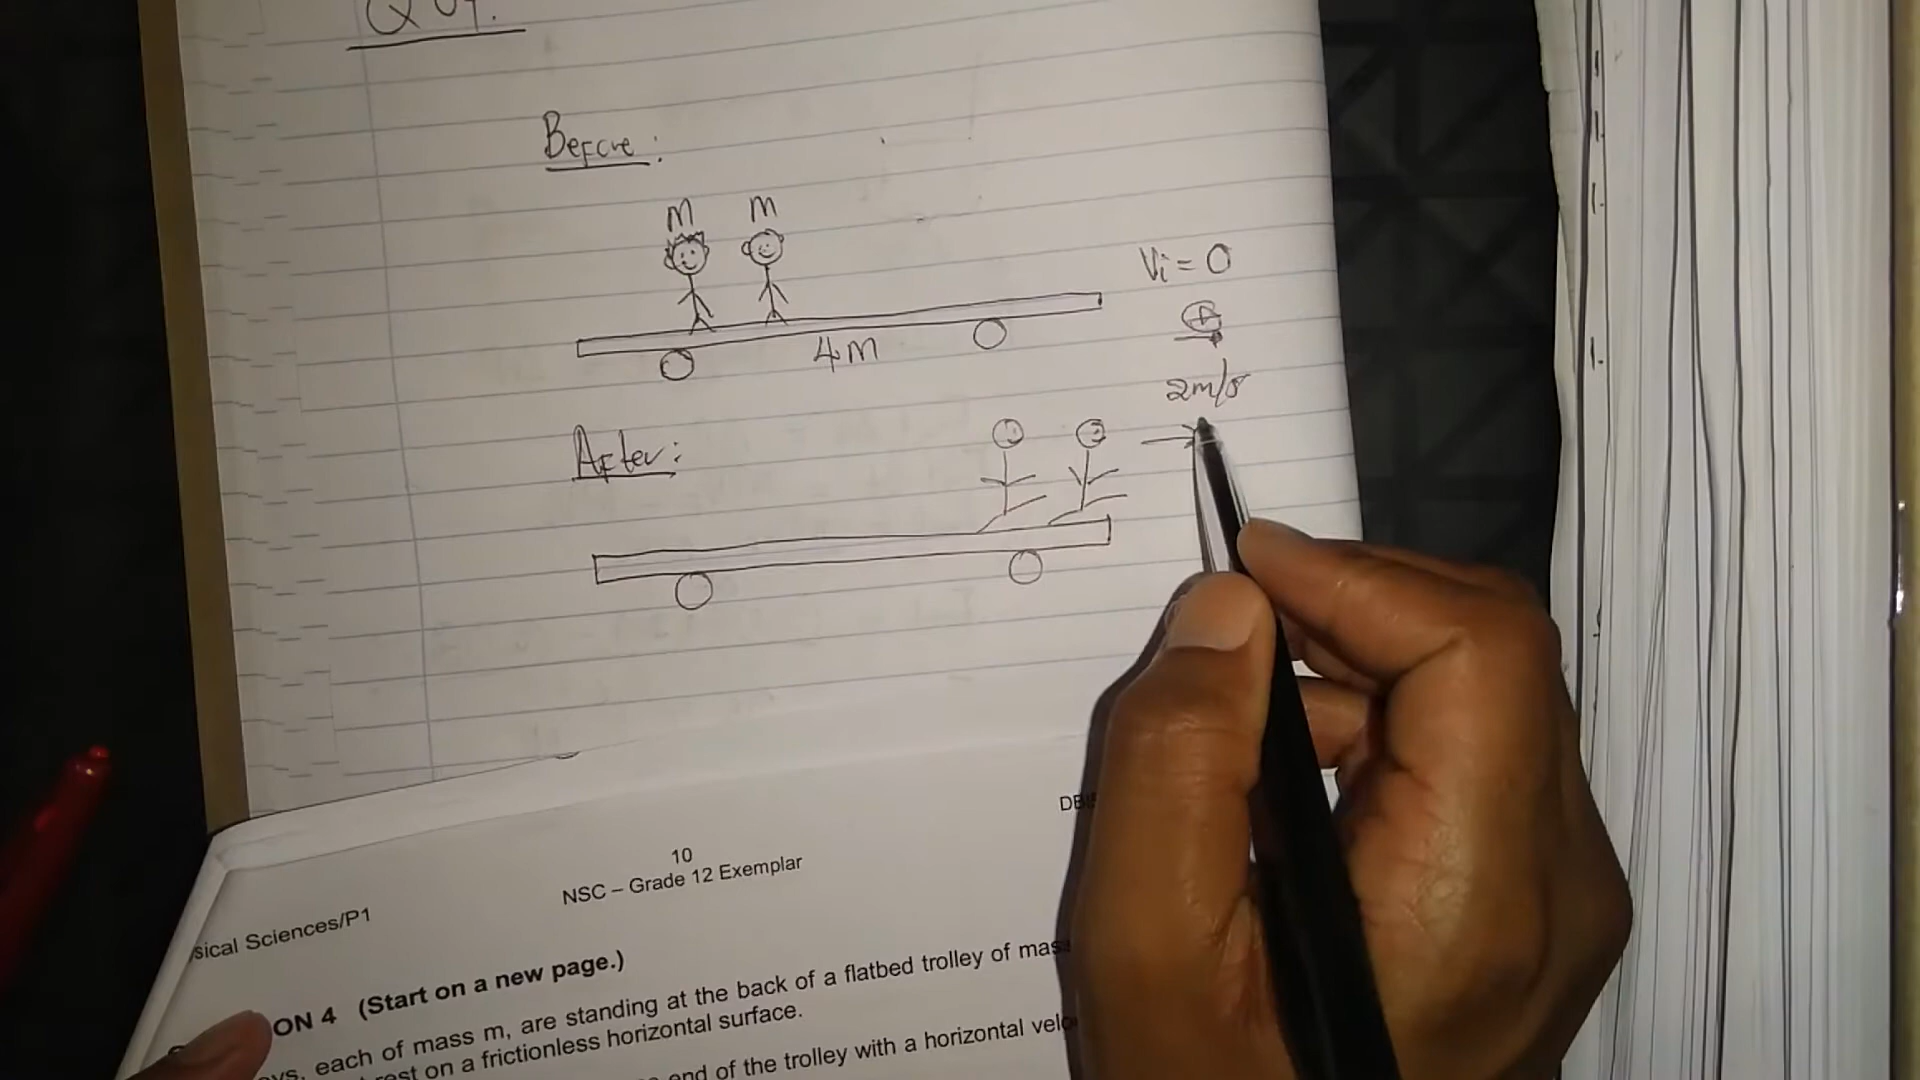 Q 04.
Before:
m m
Vi = 0
+
4m
2m/s
After:
10
NSC – Grade 12 Exemplar
sical Sciences/P1
ON 4 (Start on a new page.)
each of mass m, are standing at the back of a flatbed trolley of
rest on a frictionless horizontal surface.
end of the trolley with a horizontal